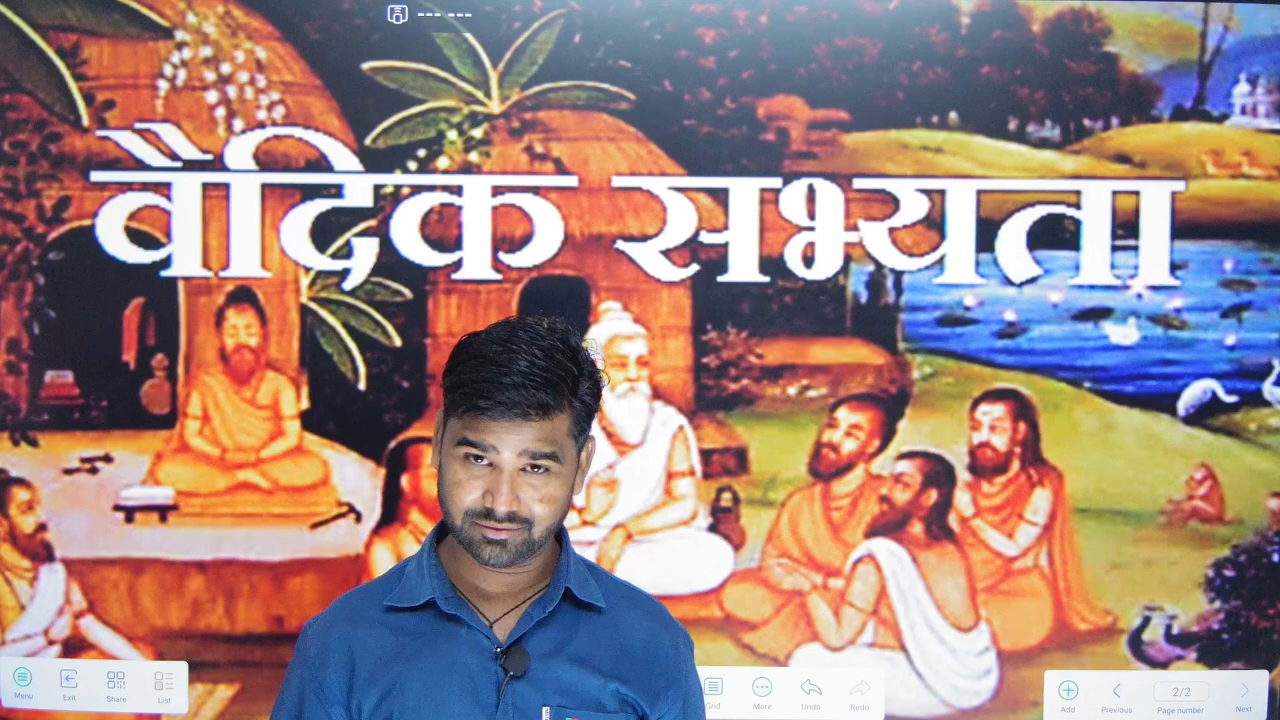 वैदिक सभ्यता
Menu
Exit
Share
List
Grid
More
Undo
Redo
Add
Previous
2/2
Page number
Next